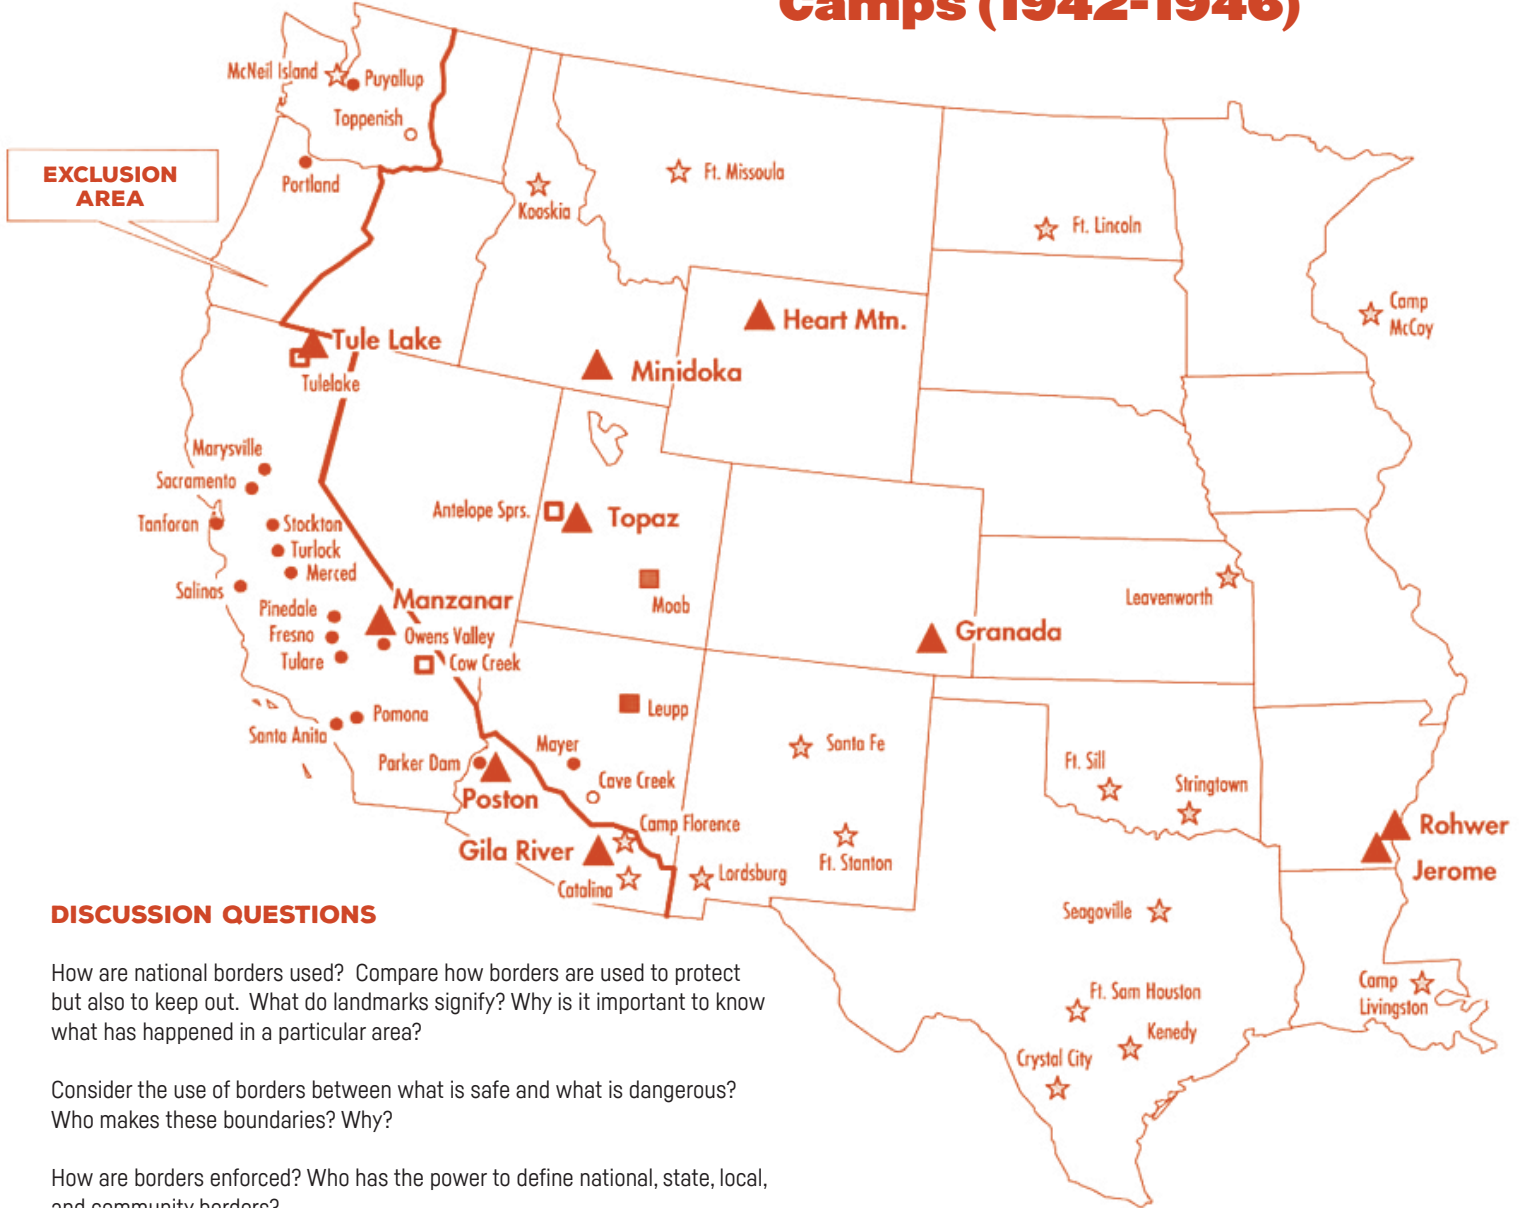 Camps (1942-1946)
McNeil Island
Puyallup
Toppenish
EXCLUSION
AREA
Portland
Kooskia
Ft. Missoula
Ft. Lincoln
Camp
McCoy
Heart Mtn.
Tule Lake
Tulelake
Minidoka
Marysville
Sacramento
Antelope Sprs.
Topaz
Tanforan
Stockton
Turlock
Merced
Salinas
Moab
Leavenworth
Manzanar
Pinedale
Fresno
Owens Valley
Granada
Tulare
Cow Creek
Leupp
Pomona
Santa Anita
Mayer
Santa Fe
Parker Dam
Cave Creek
Ft. Sill
Stringtown
Poston
Camp Florence
Rohwer
Gila River
Ft. Stanton
Jerome
Catalina
Lordsburg
Seagoville
Camp
Livingston
Ft. Sam Houston
Kenedy
Crystal City
DISCUSSION QUESTIONS
How are national borders used? Compare how borders are used to protect
but also to keep out. What do landmarks signify? Why is it important to know
what has happened in a particular area?
Consider the use of borders between what is safe and what is dangerous?
Who makes these boundaries? Why?
How are borders enforced? Who has the power to define national, state, local,
and community borders?